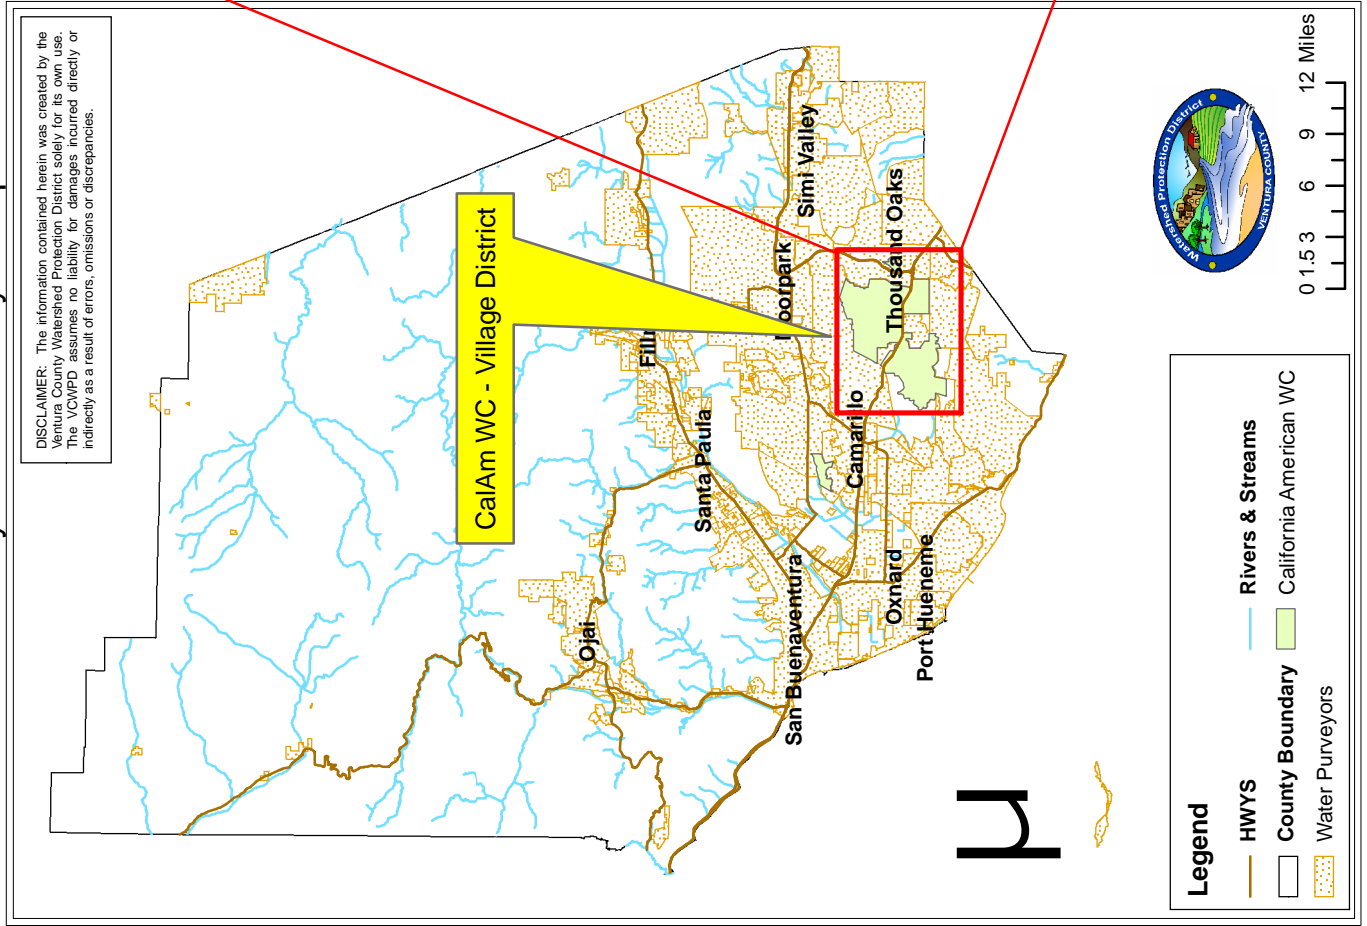 DISCLAIMER: The information contained herein was created by the
Ventura County Watershed Protection District solely for its own use.
The VCWPD assumes no liability for damages incurred directly or
indirectly as a result of errors, omissions or discrepancies.
CalAm WC - Village District
Ojai
Santa Paula
Simi Valley
San Buenaventura
Camarillo
Thousand Oaks
Oxnard
Port Hueneme
Watershed Protection District
VENTURA COUNTY
0 1.5 3 6 9 12 Miles
µ
Legend
HWYS
County Boundary
Water Purveyors
Rivers & Streams
California American WC